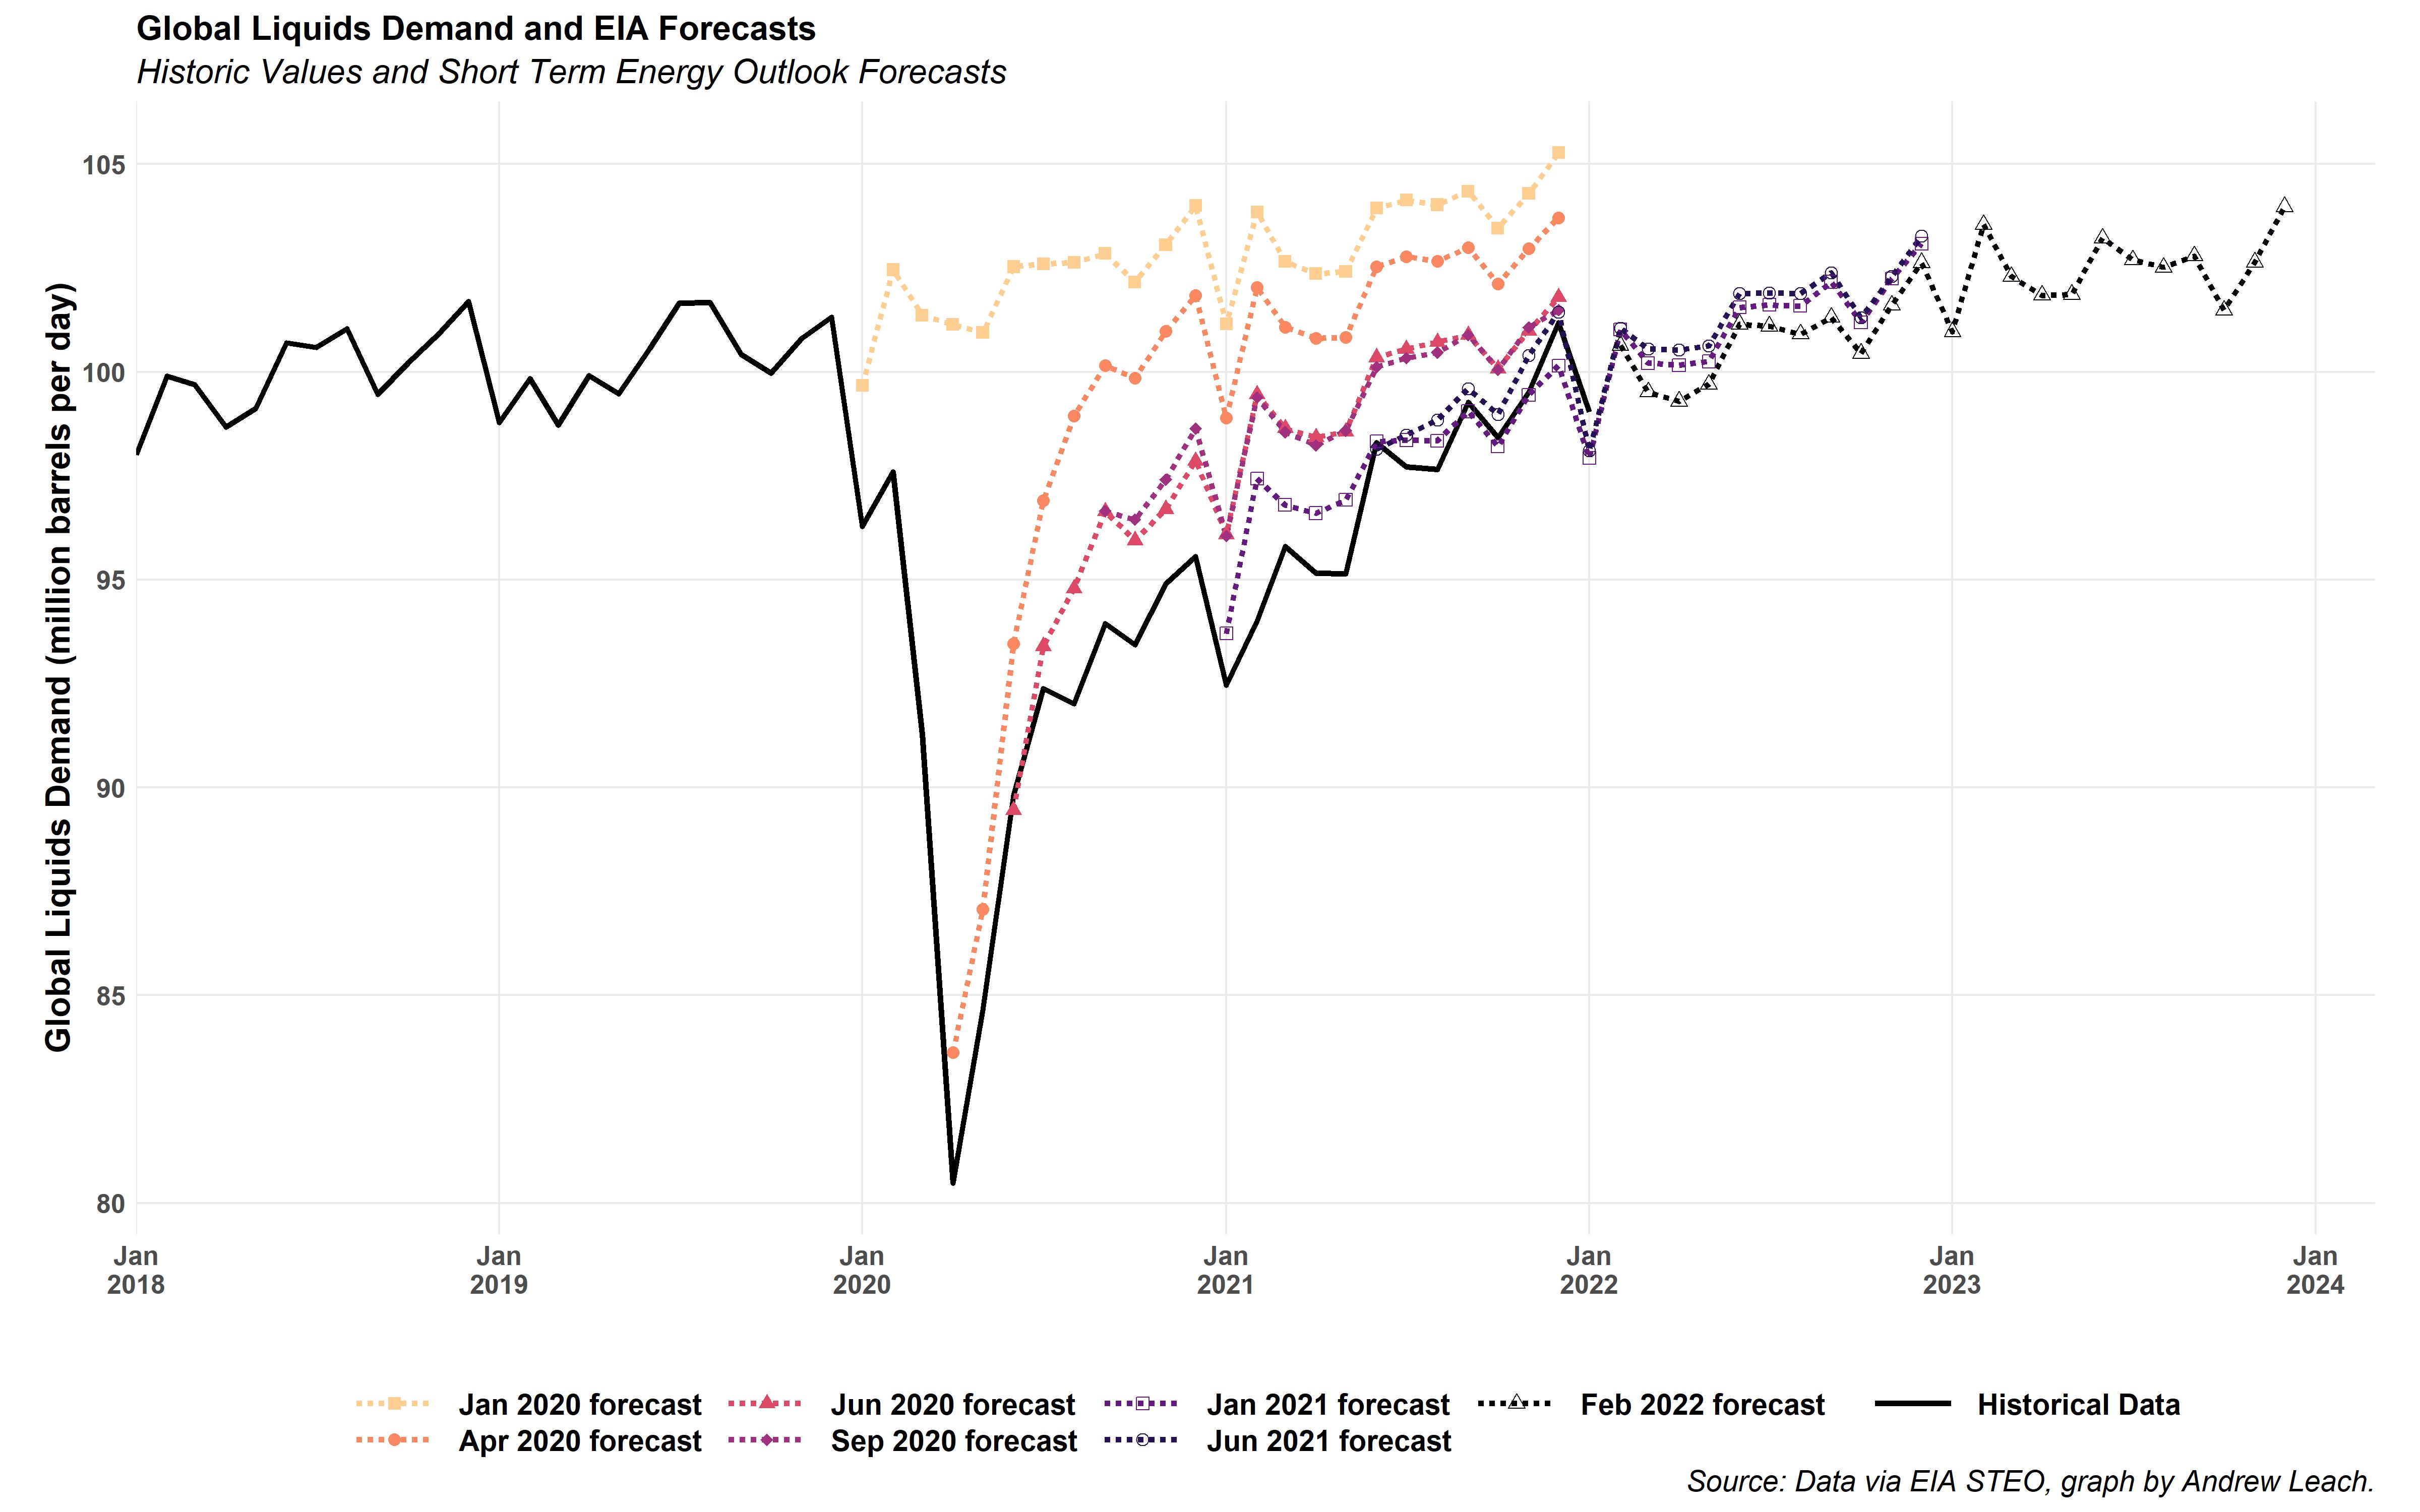 Global Liquids Demand and EIA Forecasts
Historic Values and Short Term Energy Outlook Forecasts
Global Liquids Demand (million barrels per day)
105
100
95
90
85
80
Jan
2018
Jan
2019
Jan
2020
Jan
2021
Jan
2022
Jan
2023
Jan
2024
Jan 2020 forecast
Apr 2020 forecast
Jun 2020 forecast
Sep 2020 forecast
Jan 2021 forecast
Jun 2021 forecast
Feb 2022 forecast
Historical Data
Source: Data via EIA STEO, graph by Andrew Leach.